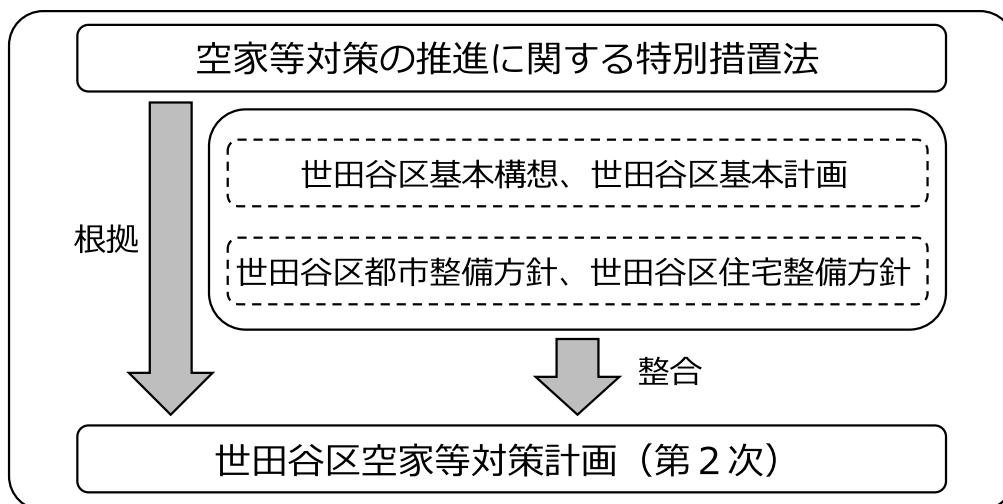 空家等対策の推進に関する特別措置法
世田谷区基本構想、世田谷区基本計画
根拠
世田谷区都市整備方針、世田谷区住宅整備方針
整合
世田谷区空家等対策計画（第２次）